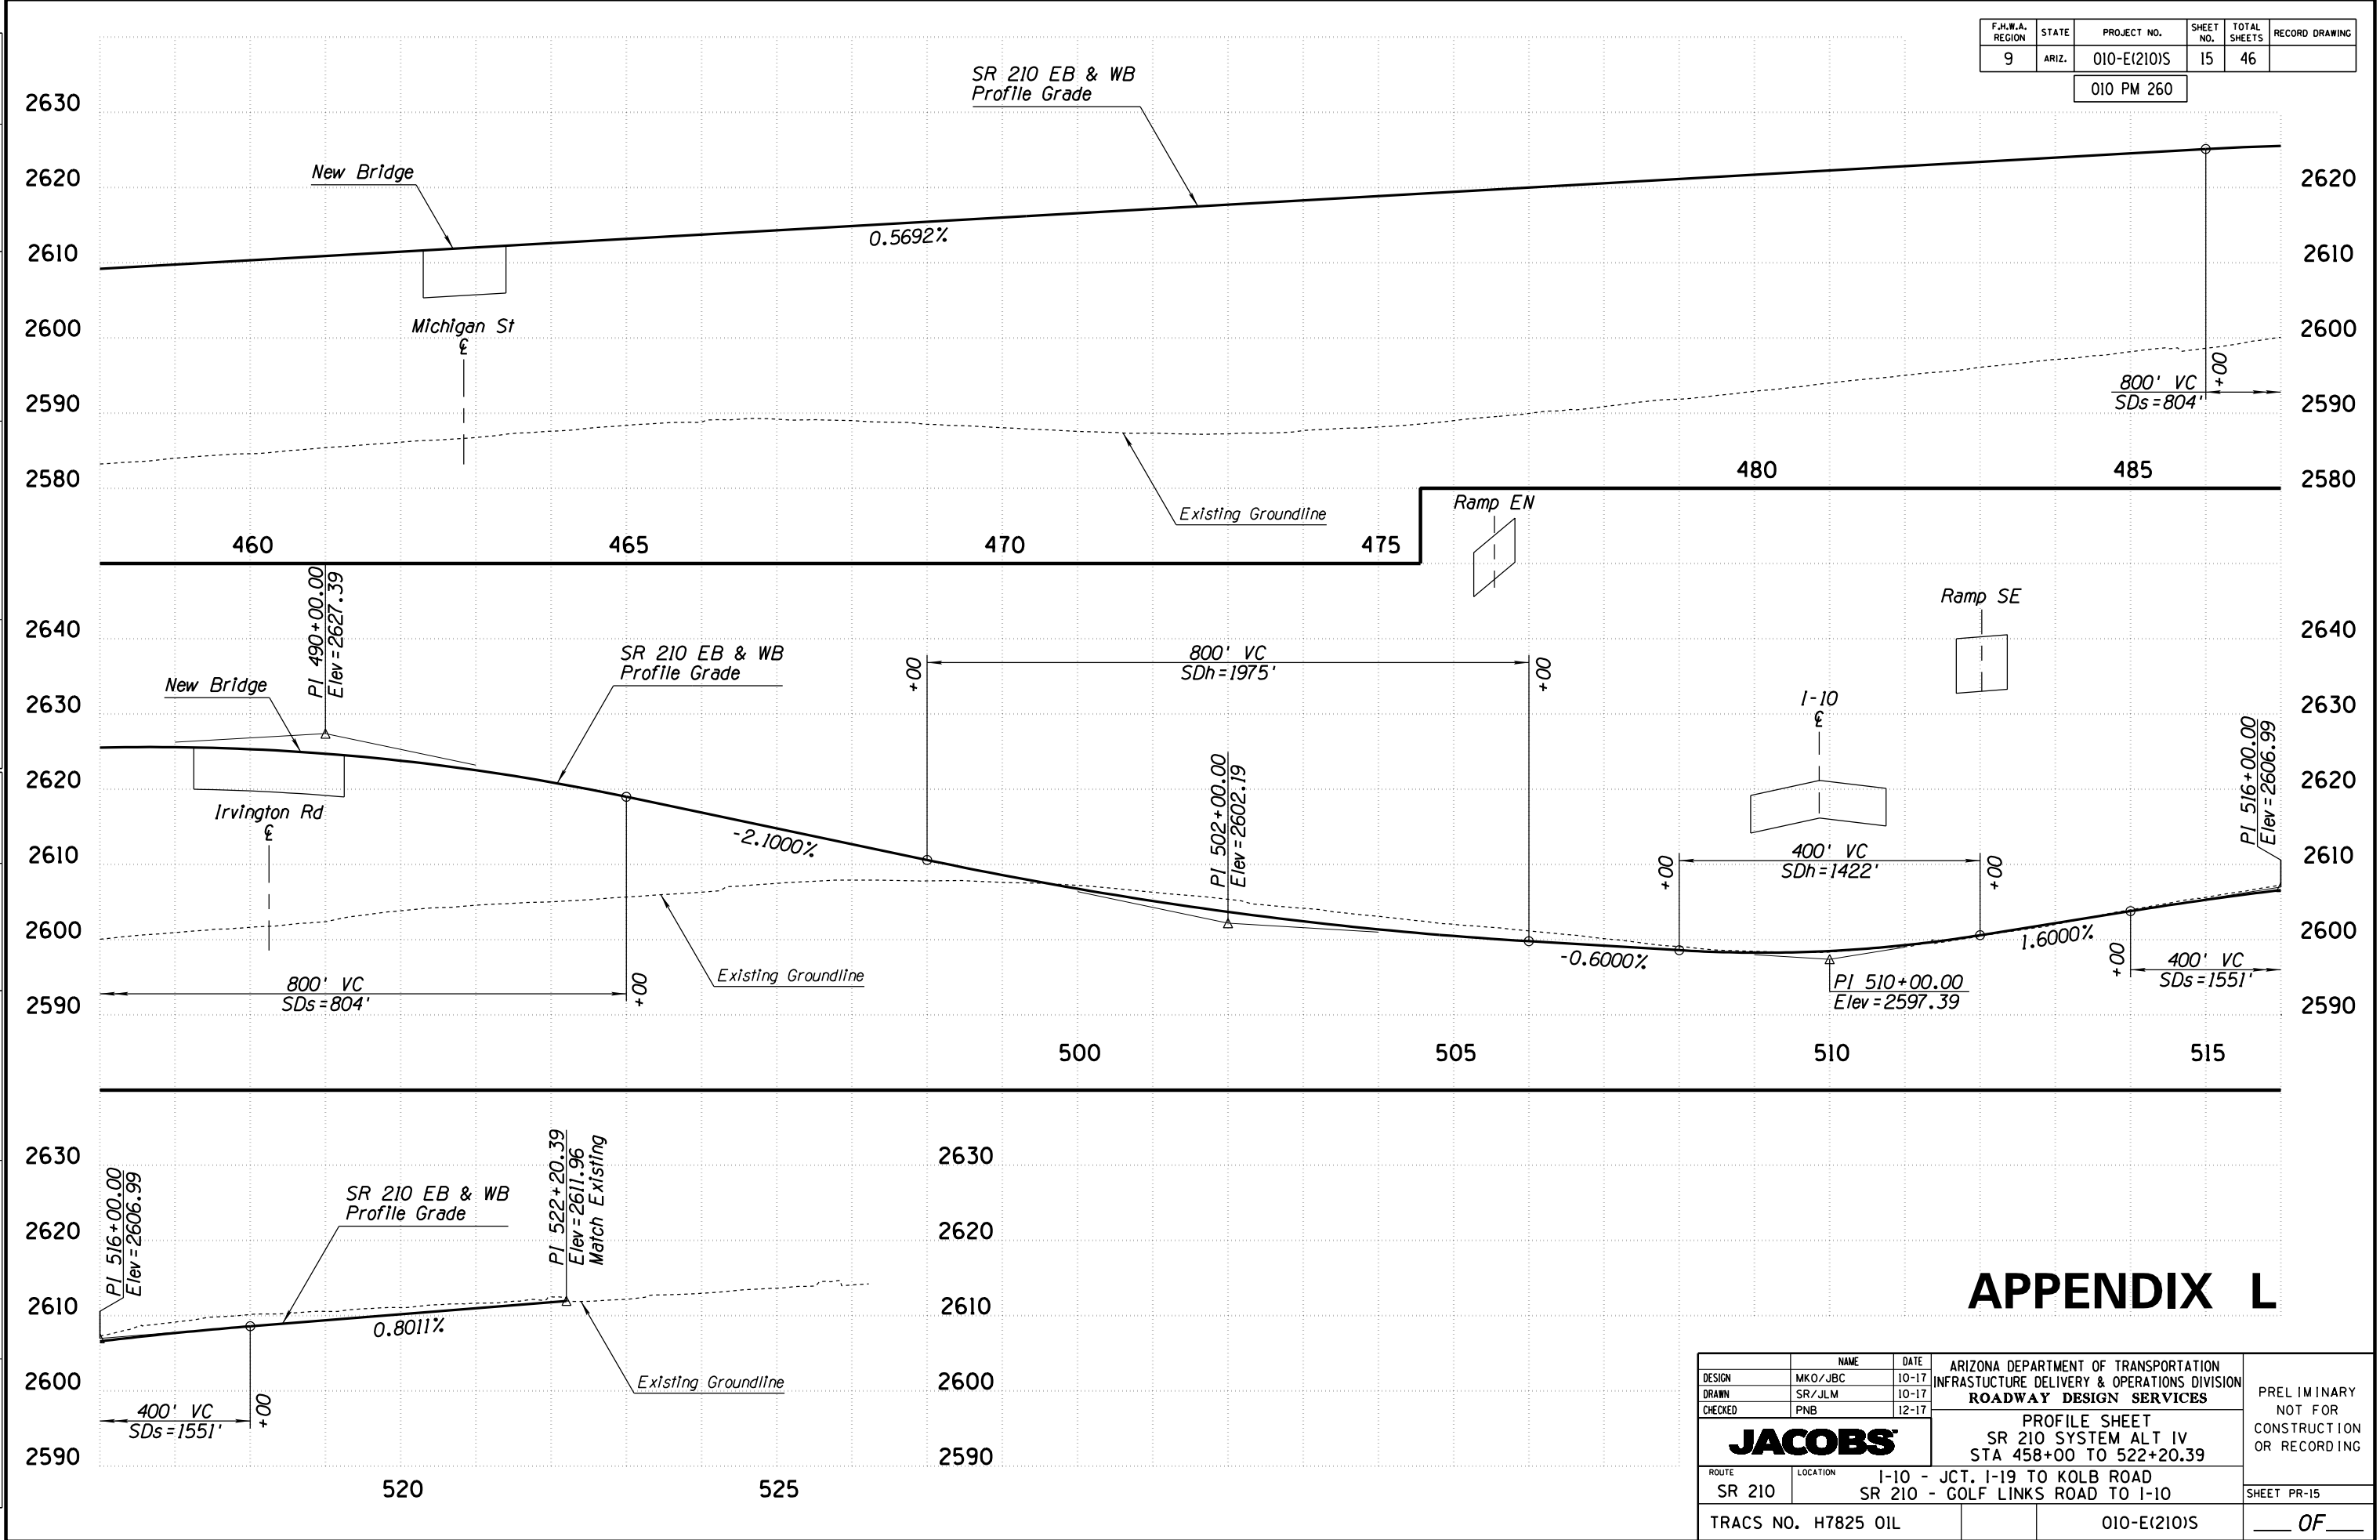 F.H.W.A. REGION
STATE
PROJECT NO.
SHEET NO.
TOTAL SHEETS
RECORD DRAWING
9
ARIZ.
010-E(210)S
15
46
010 PM 260
SR 210 EB & WB
Profile Grade
New Bridge
0.5692%
Michigan St
℄
Existing Groundline
800' VC
SDs=804'
+00
2630
2620
2610
2600
2590
2580
2620
2610
2600
2590
2580
460
465
470
475
480
485
Ramp EN
PI 490+00.00
Elev=2627.39
New Bridge
Irvington Rd
℄
SR 210 EB & WB
Profile Grade
+00
800' VC
SDh=1975'
+00
Ramp SE
I-10
℄
PI 516+00.00
Elev=2606.99
-2.1000%
PI 502+00.00
Elev=2602.19
+00
400' VC
SDh=1422'
+00
-0.6000%
1.6000%
PI 510+00.00
Elev=2597.39
+00
400' VC
SDs=1551'
Existing Groundline
800' VC
SDs=804'
+00
2640
2630
2620
2610
2600
2590
2640
2630
2620
2610
2600
2590
500
505
510
515
PI 516+00.00
Elev=2606.99
SR 210 EB & WB
Profile Grade
PI 522+20.39
Elev=2611.96
Match Existing
0.8011%
Existing Groundline
400' VC
SDs=1551'
+00
2630
2620
2610
2600
2590
2630
2620
2610
2600
2590
520
525
APPENDIX L
NAME
DATE
DESIGN
MKO/JBC
10-17
DRAWN
SR/JLM
10-17
CHECKED
PNB
12-17
ARIZONA DEPARTMENT OF TRANSPORTATION
INFRASTUCTURE DELIVERY & OPERATIONS DIVISION
ROADWAY DESIGN SERVICES
JACOBS
PROFILE SHEET
SR 210 SYSTEM ALT IV
STA 458+00 TO 522+20.39
PRELIMINARY
NOT FOR
CONSTRUCTION
OR RECORDING
ROUTE
SR 210
LOCATION
I-10 - JCT. I-19 TO KOLB ROAD
SR 210 - GOLF LINKS ROAD TO I-10
SHEET PR-15
TRACS NO. H7825 01L
010-E(210)S
___ OF ___